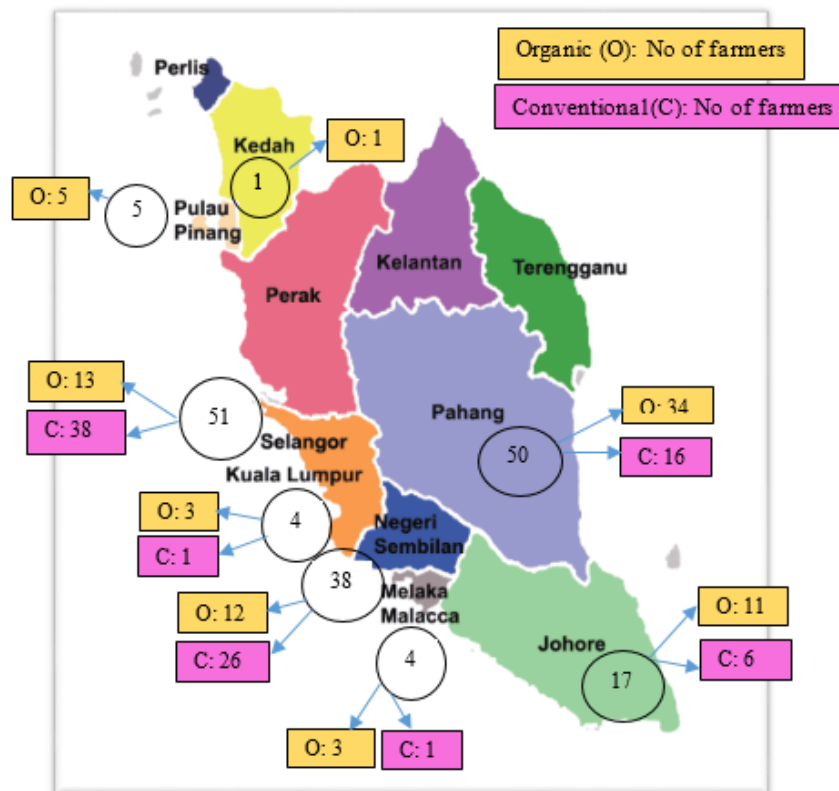 Organic (O): No of farmers
Conventional(C): No of farmers
Perlis
Kedah
O: 1
1
O: 5
5
Pulau
Pinang
Kelantan
Terengganu
Perak
O: 13
51
C: 38
Selangor
Pahang
O: 34
50
C: 16
Kuala Lumpur
O: 3
4
C: 1
Negeri
Sembilan
38
O: 12
C: 26
Melaka
Malacca
4
O: 3
C: 1
Johore
O: 11
17
C: 6